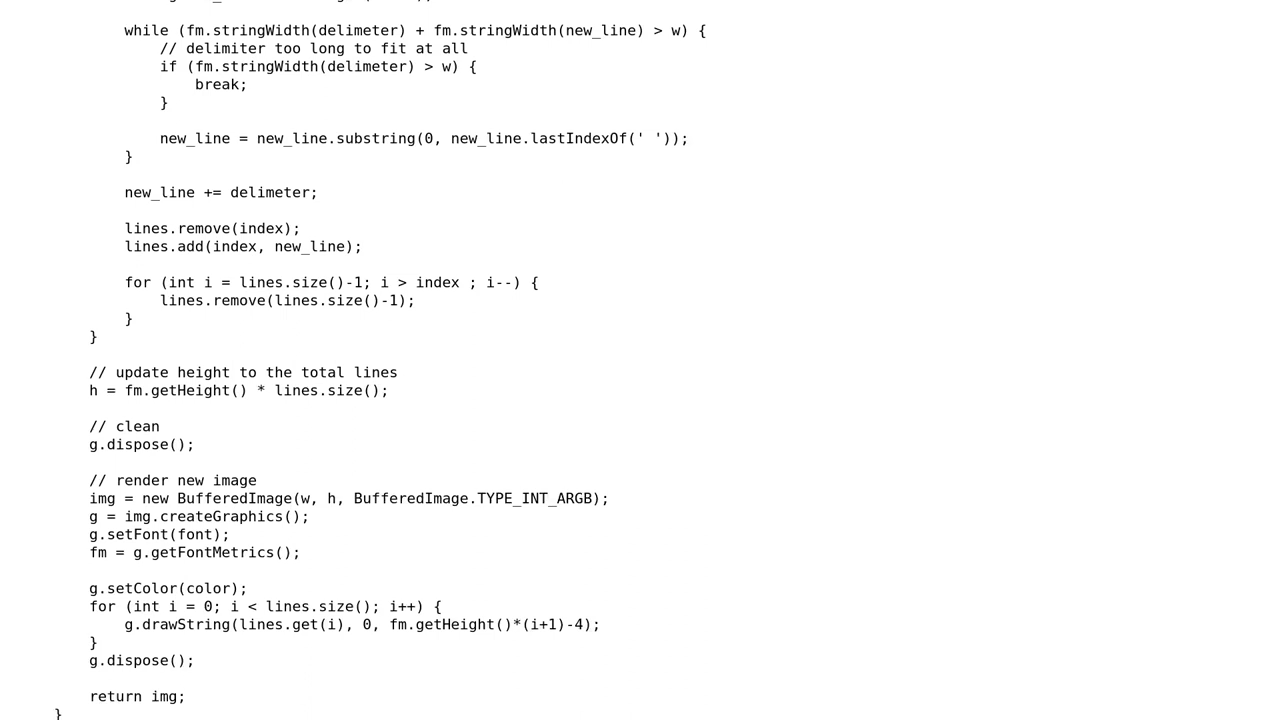 while (fm.stringWidth(delimeter) + fm.stringWidth(new_line) > w) {
// delimiter too long to fit at all
if (fm.stringWidth(delimeter) > w) {
break;
}
new_line = new_line.substring(0, new_line.lastIndexOf(' '));
}
new_line += delimeter;
lines.remove(index);
lines.add(index, new_line);
for (int i = lines.size()-1; i > index ; i--) {
lines.remove(lines.size()-1);
}
}
// update height to the total lines
h = fm.getHeight() * lines.size();
// clean
g.dispose();
// render new image
img = new BufferedImage(w, h, BufferedImage.TYPE_INT_ARGB);
g = img.createGraphics();
g.setFont(font);
fm = g.getFontMetrics();
g.setColor(color);
for (int i = 0; i < lines.size(); i++) {
g.drawString(lines.get(i), 0, fm.getHeight()*(i+1)-4);
}
g.dispose();
return img;
}